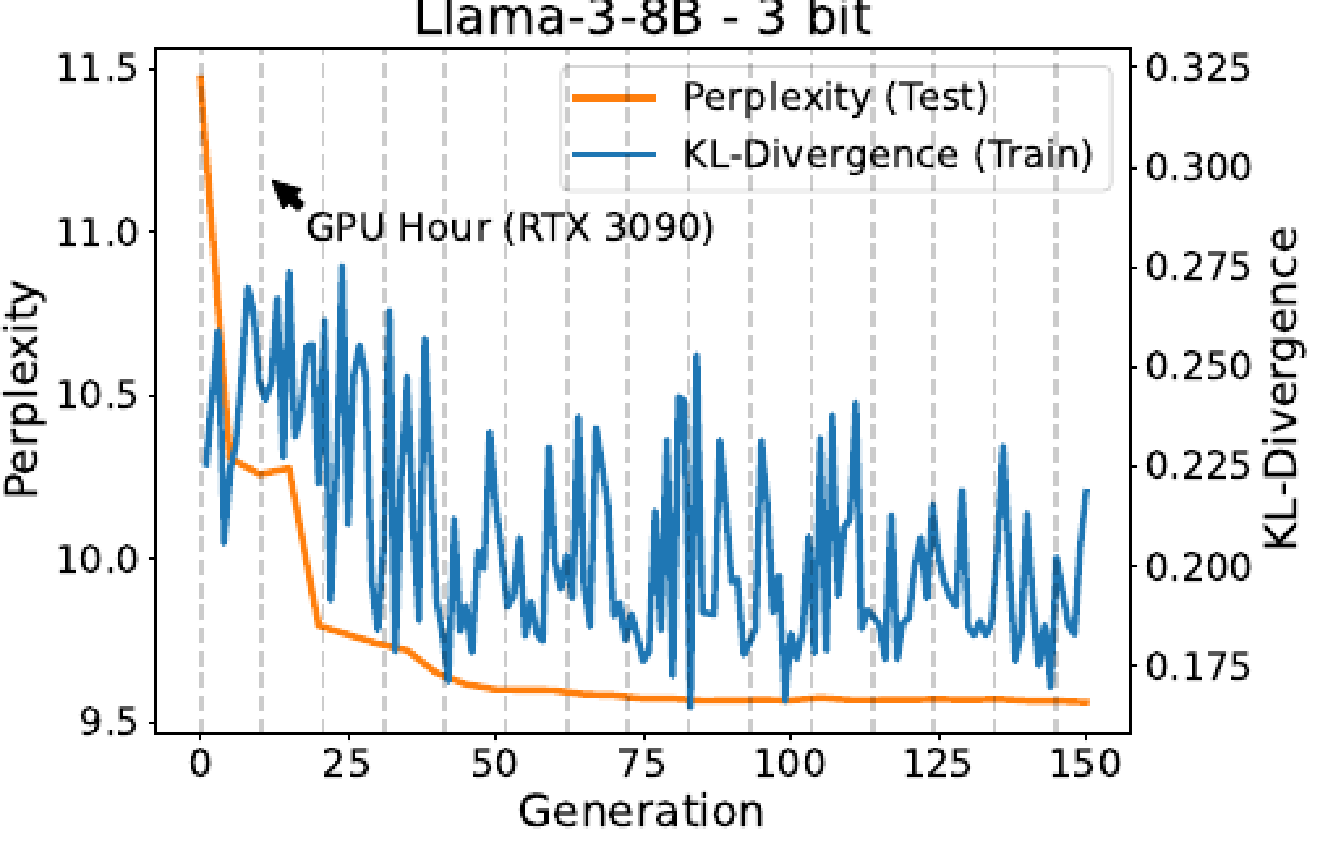 Llama-3-8B - 3 bit
Perplexity (Test)
KL-Divergence (Train)
GPU Hour (RTX 3090)
11.5
11.0
10.5
10.0
9.5
Perplexity
0.325
0.300
0.275
0.250
0.225
0.200
0.175
KL-Divergence
0 25 50 75 100 125 150
Generation